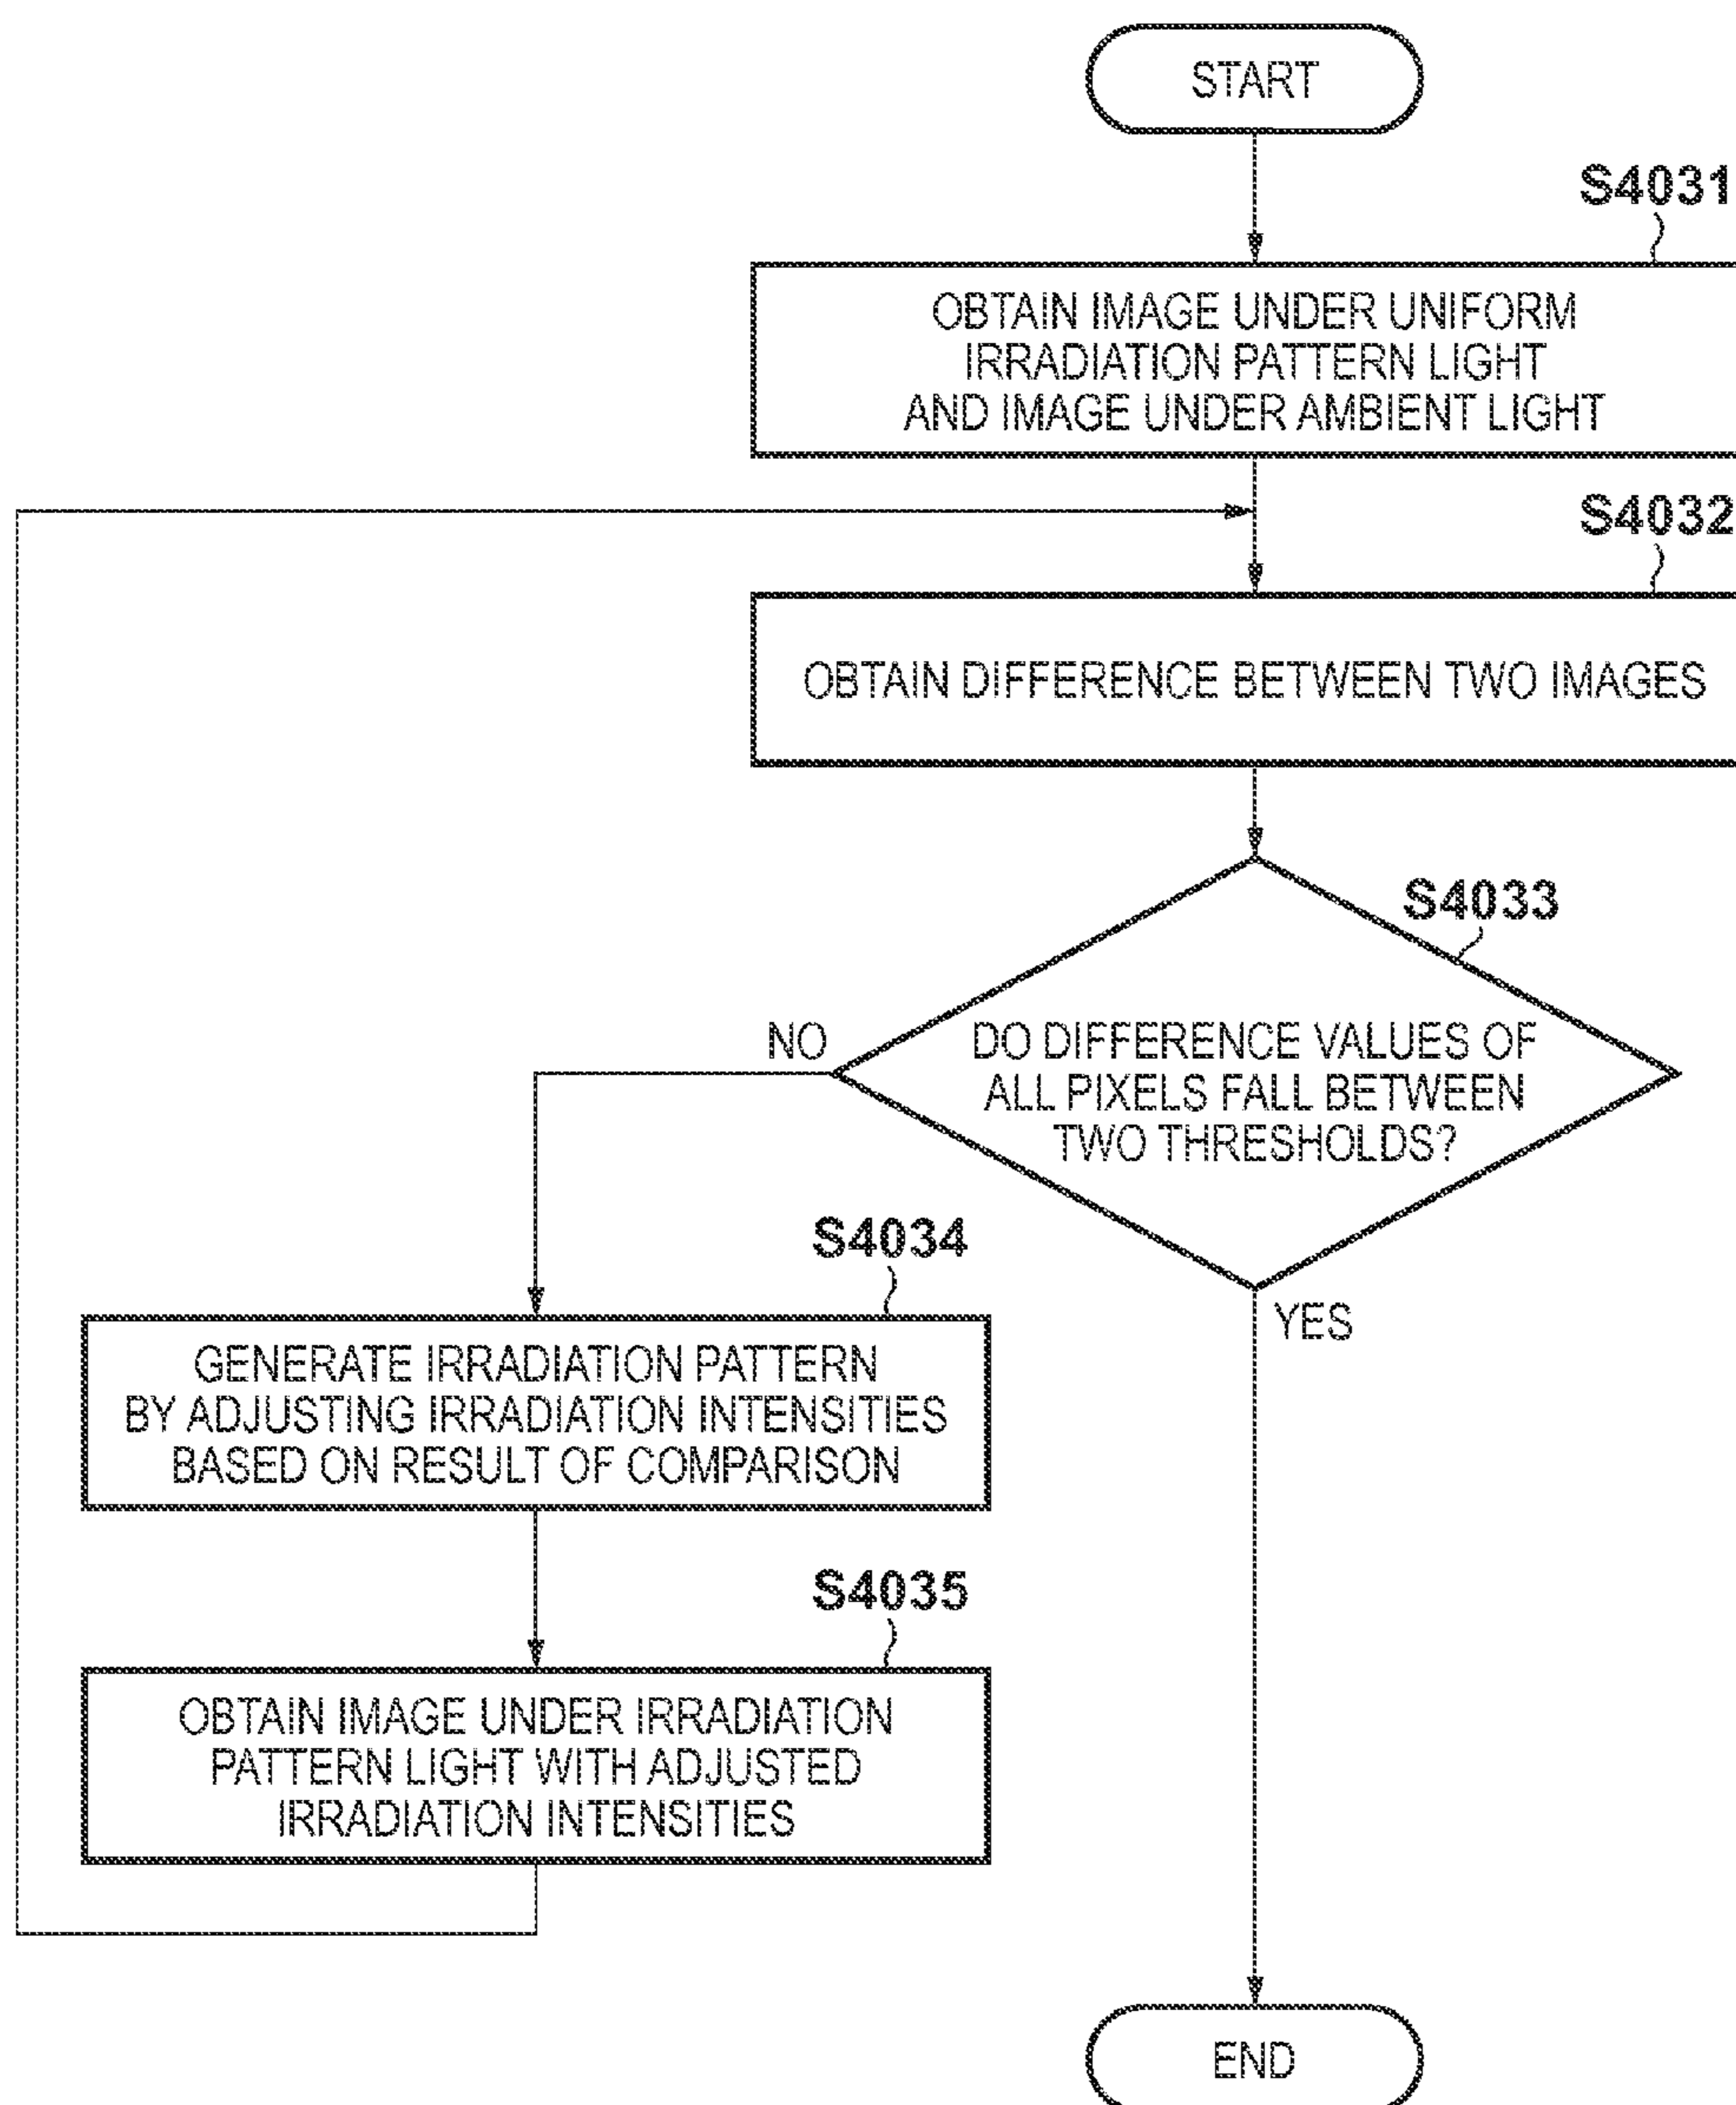 START
S4031
OBTAIN IMAGE UNDER UNIFORM
IRRADIATION PATTERN LIGHT
AND IMAGE UNDER AMBIENT LIGHT
S4032
OBTAIN DIFFERENCE BETWEEN TWO IMAGES
S4033
DO DIFFERENCE VALUES OF
ALL PIXELS FALL BETWEEN
TWO THRESHOLDS?
NO
YES
S4034
GENERATE IRRADIATION PATTERN
BY ADJUSTING IRRADIATION INTENSITIES
BASED ON RESULT OF COMPARISON
S4035
OBTAIN IMAGE UNDER IRRADIATION
PATTERN LIGHT WITH ADJUSTED
IRRADIATION INTENSITIES
END